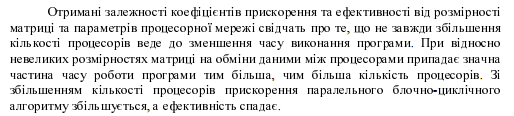 Отримані залежності коефіцієнтів прискорення та ефективності від розмірності
матриці та параметрів процесорної мережі свідчать про те, що не завжди збільшення
кількості процесорів веде до зменшення часу виконання програми. При відносно
невеликих розмірностях матриці на обміни даними між процесорами припадає значна
частина часу роботи програми тим більша, чим більша кількість процесорів. Зі
збільшенням кількості процесорів прискорення паралельного блочно-циклічного
алгоритму збільшується, а ефективність спадає.